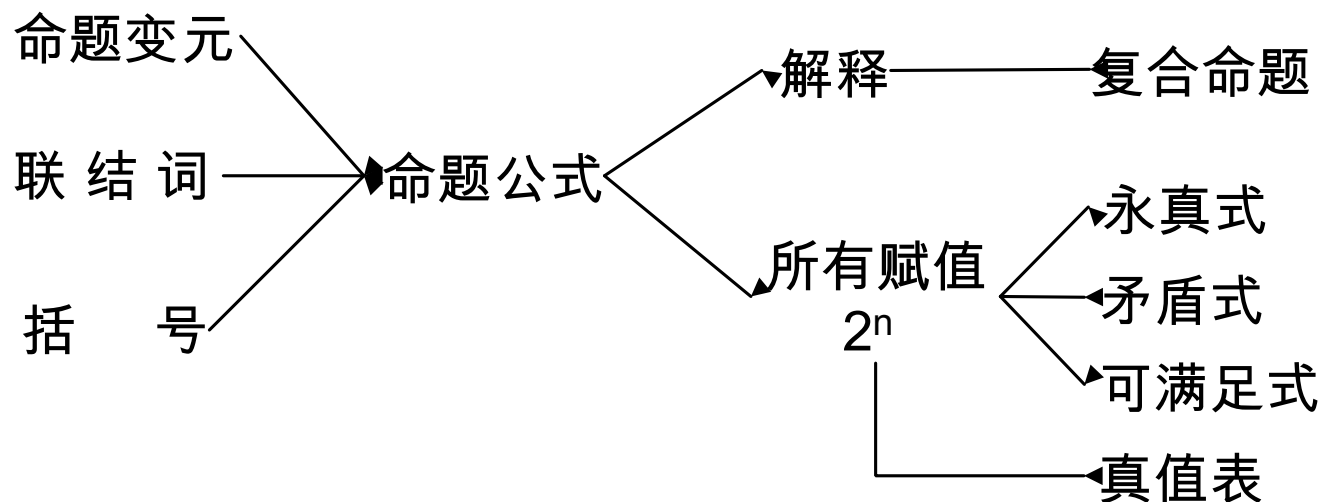 命题变元
联结词
括号
命题公式
解释
复合命题
所有赋值
2ⁿ
永真式
矛盾式
可满足式
真值表